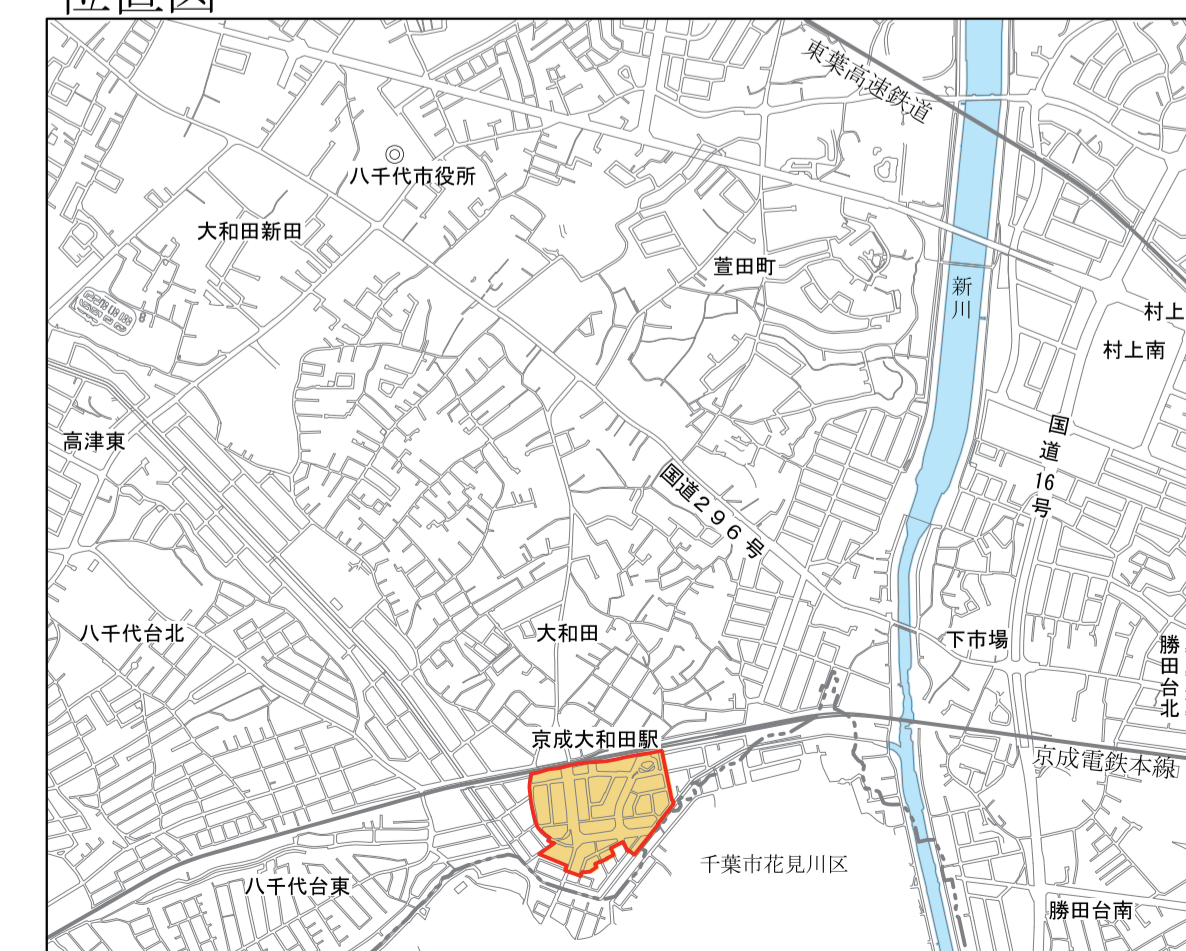 位置図
東葉高速鉄道
八千代市役所
大和田新田
萱田町
新川
村上
村上南
高津東
国道16号
国道296号
八千代台北
大和田
下市場
勝田台北
京成大和田駅
京成電鉄本線
千葉市花見川区
八千代台東
勝田台南